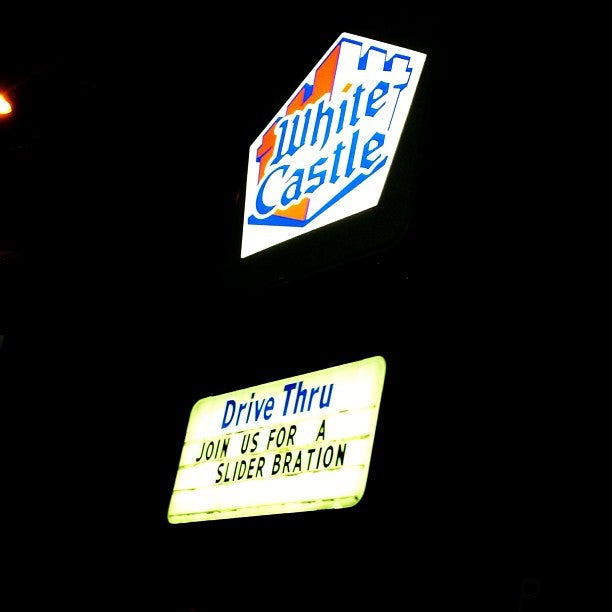 White
Castle
Drive Thru
JOIN US FOR A
SLIDER BRATION